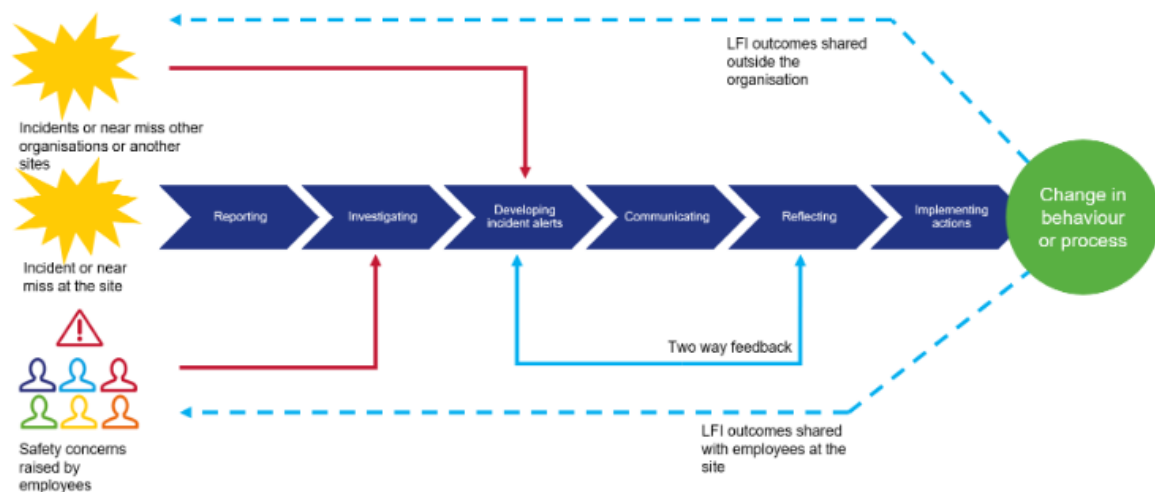 LFI outcomes shared
outside the
organisation
Incidents or near miss other
organisations or another
sites
Reporting
Investigating
Developing
incident alerts
Communicating
Reflecting
Implementing
actions
Change in
behaviour
or process
Incident or near
miss at the site
Two way feedback
LFI outcomes shared
with employees at the
site
Safety concerns
raised by
employees